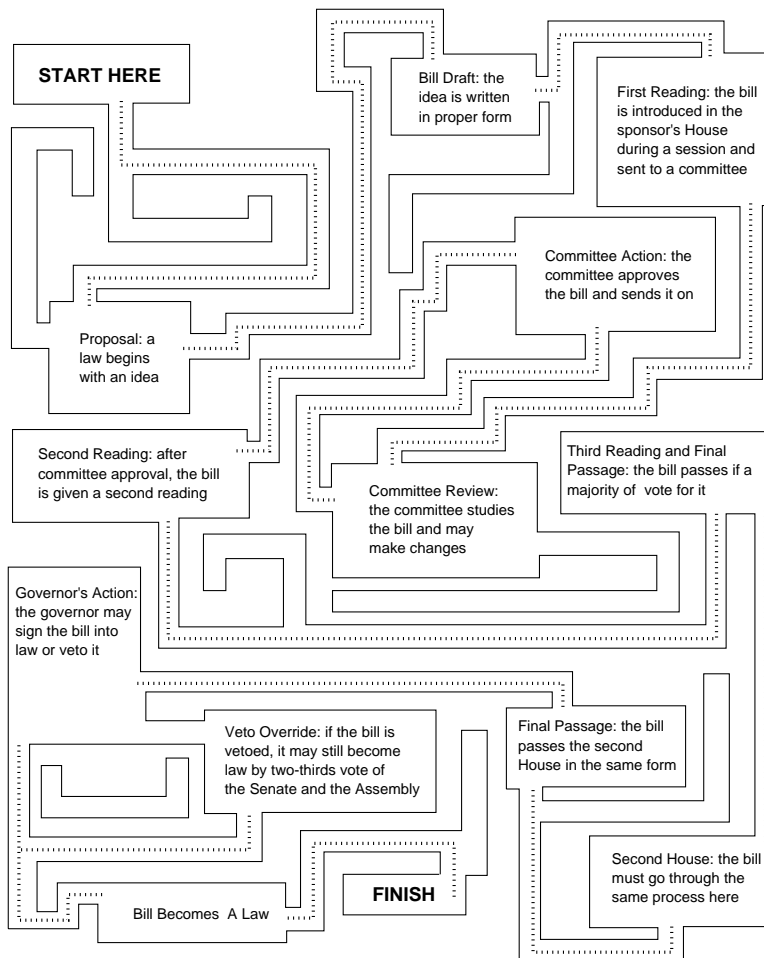 START HERE
Bill Draft: the
idea is written
in proper form
First Reading: the bill
is introduced in the
sponsor's House
during a session and
sent to a committee
Committee Action: the
committee approves
the bill and sends it on
Proposal: a
law begins
with an idea
Second Reading: after
committee approval, the bill
is given a second reading
Committee Review:
the committee studies
the bill and may
make changes
Third Reading and Final
Passage: the bill passes if a
majority of vote for it
Governor's Action:
the governor may
sign the bill into
law or veto it
Veto Override: if the bill is
vetoed, it may still become
law by two-thirds vote of
the Senate and the Assembly
Final Passage: the bill
passes the second
House in the same form
Second House: the bill
must go through the
same process here
Bill Becomes A Law
FINISH